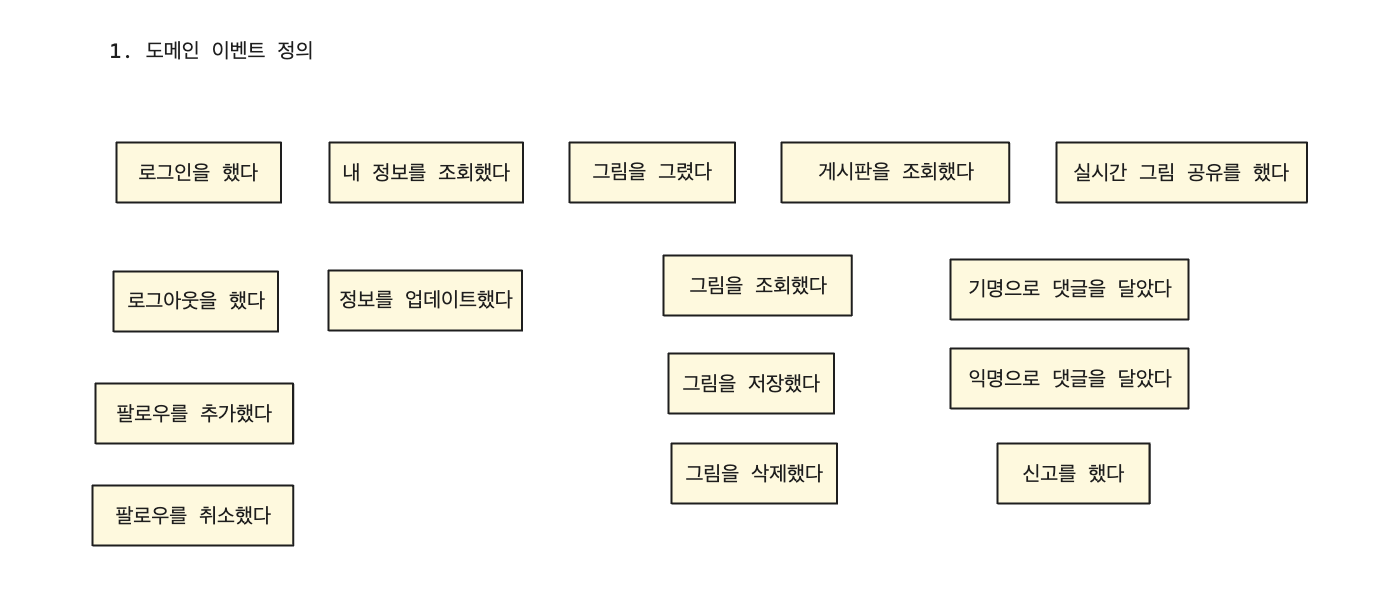 1. 도메인 이벤트 정의
로그인을 했다
내 정보를 조회했다
그림을 그렸다
게시판을 조회했다
실시간 그림 공유를 했다
로그아웃을 했다
정보를 업데이트했다
그림을 조회했다
기명으로 댓글을 달았다
그림을 저장했다
익명으로 댓글을 달았다
팔로우를 추가했다
그림을 삭제했다
신고를 했다
팔로우를 취소했다